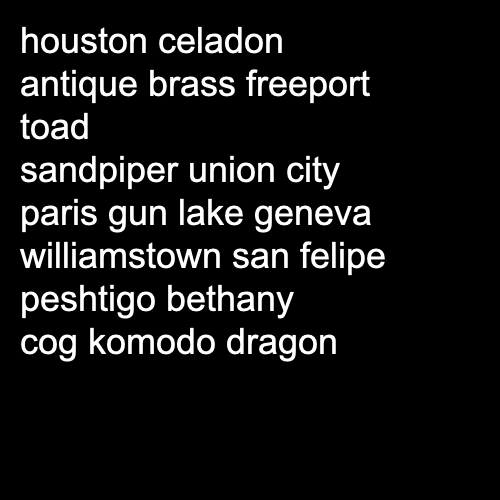 houston celadon
antique brass freeport
toad
sandpiper union city
paris gun lake geneva
williamstown san felipe
peshtigo bethany
cog komodo dragon